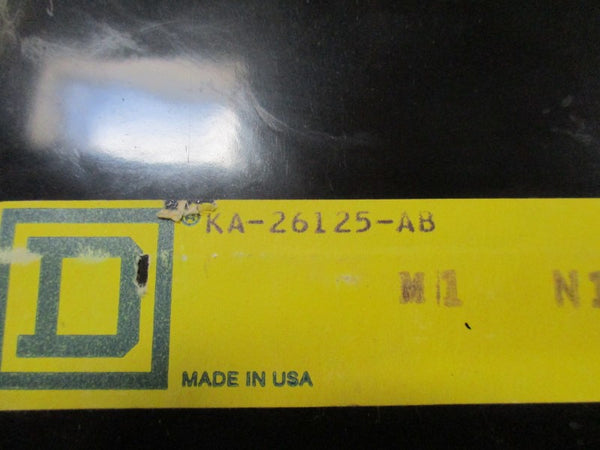 D
® KA-26125-AB
M1 N1
MADE IN USA